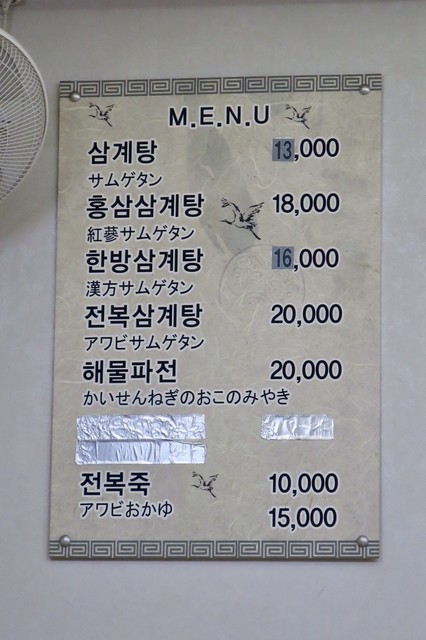 M.E.N.U
삼계탕 13,000
サムゲタン
홍삼삼계탕 18,000
紅蔘サムゲタン
한방삼계탕 16,000
漢方サムゲタン
전복삼계탕 20,000
アワビサムゲタン
해물파전 20,000
かいせんねぎのおこのみやき
전복죽 10,000
アワビおかゆ 15,000